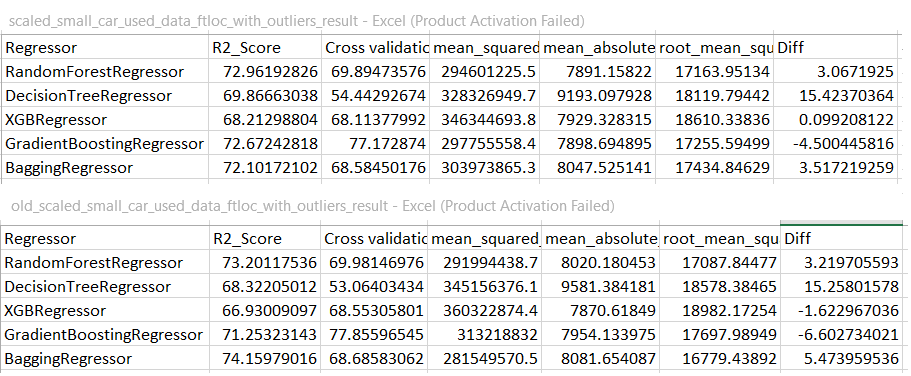 scaled_small_car_used_data_ftloc_with_outliers_result - Excel (Product Activation Failed)
Regressor R2_Score Cross validatic mean_squared mean_absolute root_mean_squ Diff
RandomForestRegressor 72.96192826 69.89473576 294601225.5 7891.15822 17163.95134 3.0671925
DecisionTreeRegressor 69.86663038 54.44292674 328326949.7 9193.097928 18119.79442 15.42370364
XGBRegressor 68.21298804 68.11377992 346344693.8 7929.328315 18610.33836 0.099208122
GradientBoostingRegressor 72.67242818 77.172874 297755558.4 7898.694895 17255.59499 -4.500445816
BaggingRegressor 72.10172102 68.58450176 303973865.3 8047.525141 17434.84629 3.517219259
old_scaled_small_car_used_data_ftloc_with_outliers_result - Excel (Product Activation Failed)
Regressor R2_Score Cross validatic mean_squared_ mean_absolute_ root_mean_squ Diff
RandomForestRegressor 73.20117536 69.98146976 291994438.7 8020.180453 17087.84477 3.219705593
DecisionTreeRegressor 68.32205012 53.06403434 345156376.1 9581.384181 18578.38465 15.25801578
XGBRegressor 66.93009097 68.55305801 360322874.4 7870.61849 18982.17254 -1.622967036
GradientBoostingRegressor 71.25323143 77.85596545 313218832 7954.133975 17697.98949 -6.602734021
BaggingRegressor 74.15979016 68.68583062 281549570.5 8081.654087 16779.43892 5.473959536